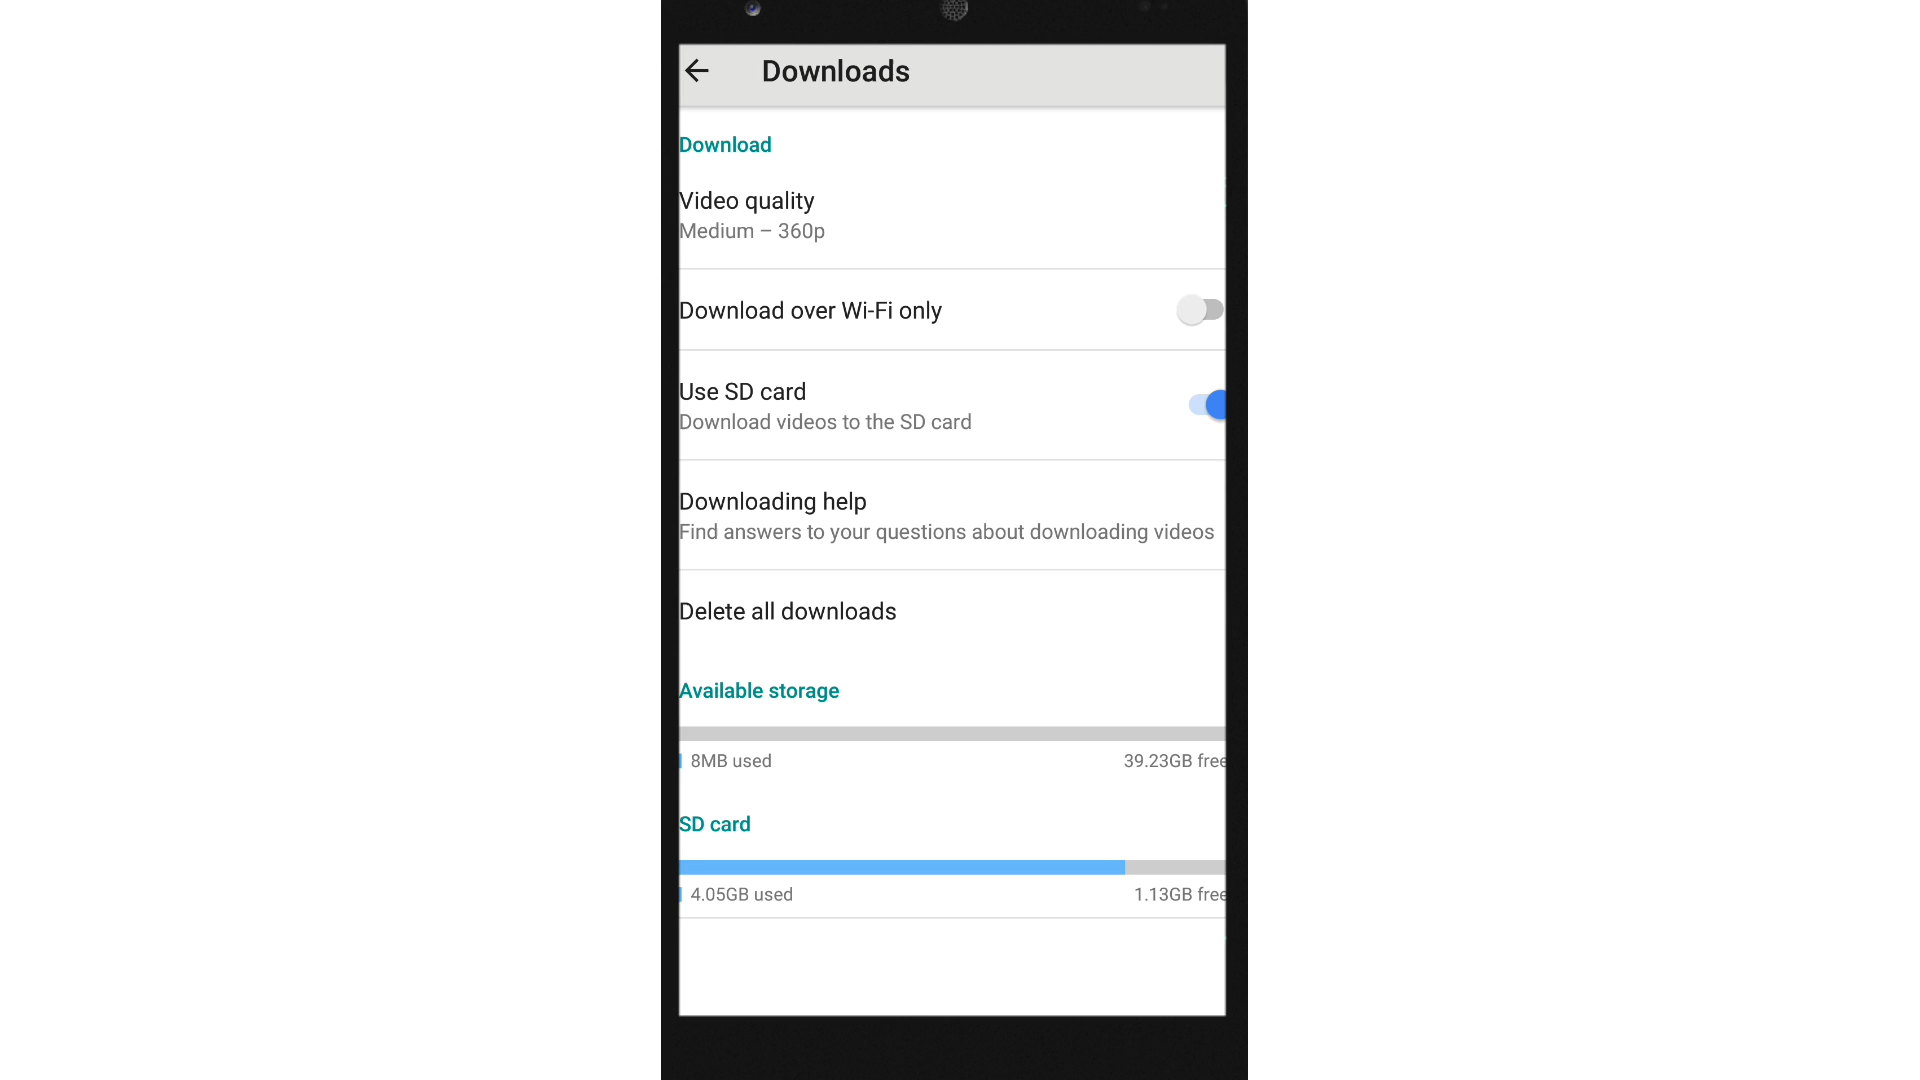 Downloads
Download
Video quality
Medium – 360p
Download over Wi-Fi only
Use SD card
Download videos to the SD card
Downloading help
Find answers to your questions about downloading videos
Delete all downloads
Available storage
8MB used 39.23GB free
SD card
4.05GB used 1.13GB free